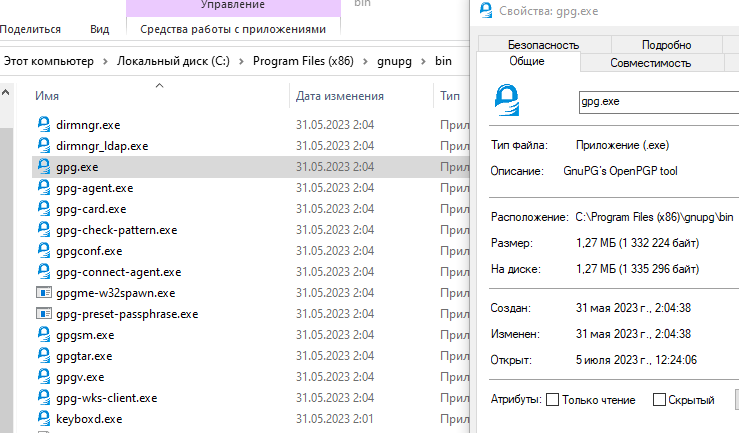 Управление
bin
Поделиться
Вид
Средства работы с приложениями
Этот компьютер > Локальный диск (C:) > Program Files (x86) > gnupg > bin
Имя
Дата изменения
Тип
dirmngr.exe 31.05.2023 2:04 Прил
dirmngr_ldap.exe 31.05.2023 2:04 Прил
gpg.exe 31.05.2023 2:04 Прил
gpg-agent.exe 31.05.2023 2:04 Прил
gpg-card.exe 31.05.2023 2:04 Прил
gpg-check-pattern.exe 31.05.2023 2:04 Прил
gpgconf.exe 31.05.2023 2:04 Прил
gpg-connect-agent.exe 31.05.2023 2:04 Прил
gpgme-w32spawn.exe 31.05.2023 2:04 Прил
gpg-preset-passphrase.exe 31.05.2023 2:04 Прил
gpgsm.exe 31.05.2023 2:04 Прил
gpgtar.exe 31.05.2023 2:04 Прил
gpgv.exe 31.05.2023 2:04 Прил
gpg-wks-client.exe 31.05.2023 2:04 Прил
keyboxd.exe 31.05.2023 2:01 Прил
Свойства: gpg.exe
Безопасность
Подробно
Общие
Совместимость
gpg.exe
Тип файла: Приложение (.exe)
Описание: GnuPG's OpenPGP tool
Расположение: C:\Program Files (x86)\gnupg\bin
Размер: 1,27 МБ (1 332 224 байт)
На диске: 1,27 МБ (1 335 296 байт)
Создан: 31 мая 2023 г., 2:04:38
Изменен: 31 мая 2023 г., 2:04:38
Открыт: 5 июля 2023 г., 12:24:06
Атрибуты: Только чтение Скрытый